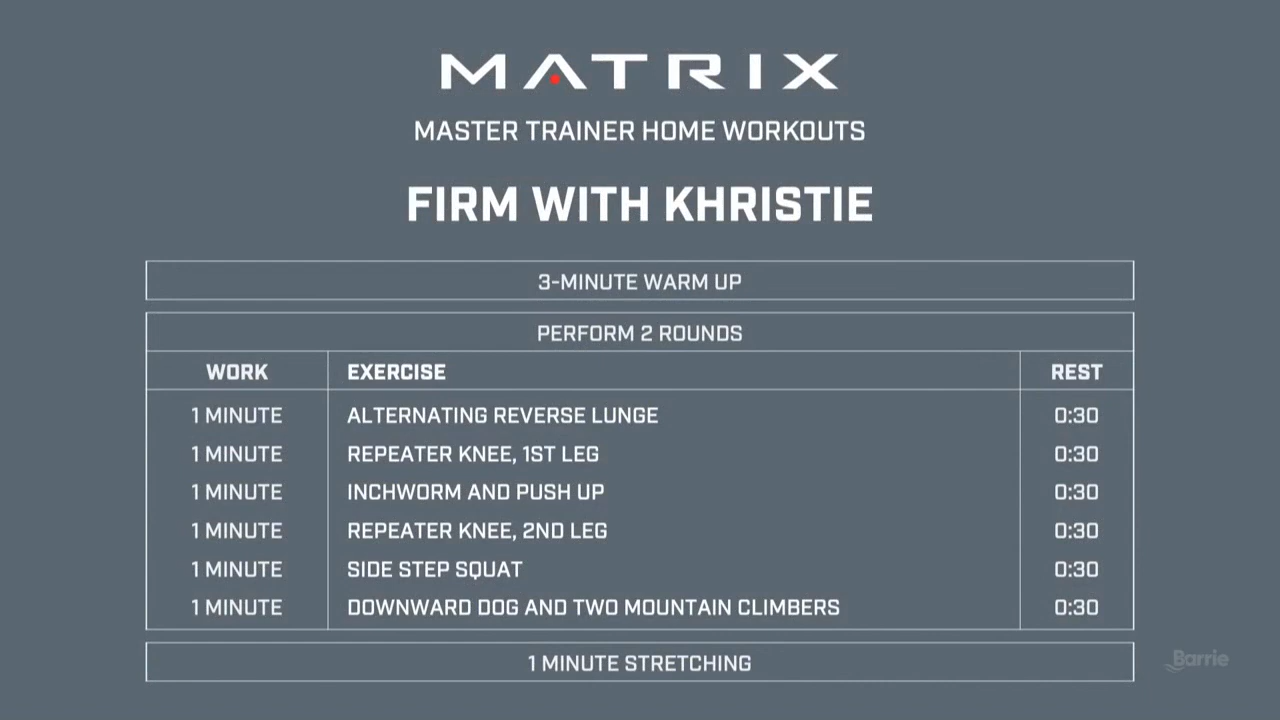 MATRIX
MASTER TRAINER HOME WORKOUTS
FIRM WITH KHRISTIE
3-MINUTE WARM UP
PERFORM 2 ROUNDS
WORK EXERCISE REST
1 MINUTE ALTERNATING REVERSE LUNGE 0:30
1 MINUTE REPEATER KNEE, 1ST LEG 0:30
1 MINUTE INCHWORM AND PUSH UP 0:30
1 MINUTE REPEATER KNEE, 2ND LEG 0:30
1 MINUTE SIDE STEP SQUAT 0:30
1 MINUTE DOWNWARD DOG AND TWO MOUNTAIN CLIMBERS 0:30
1 MINUTE STRETCHING
Barrie